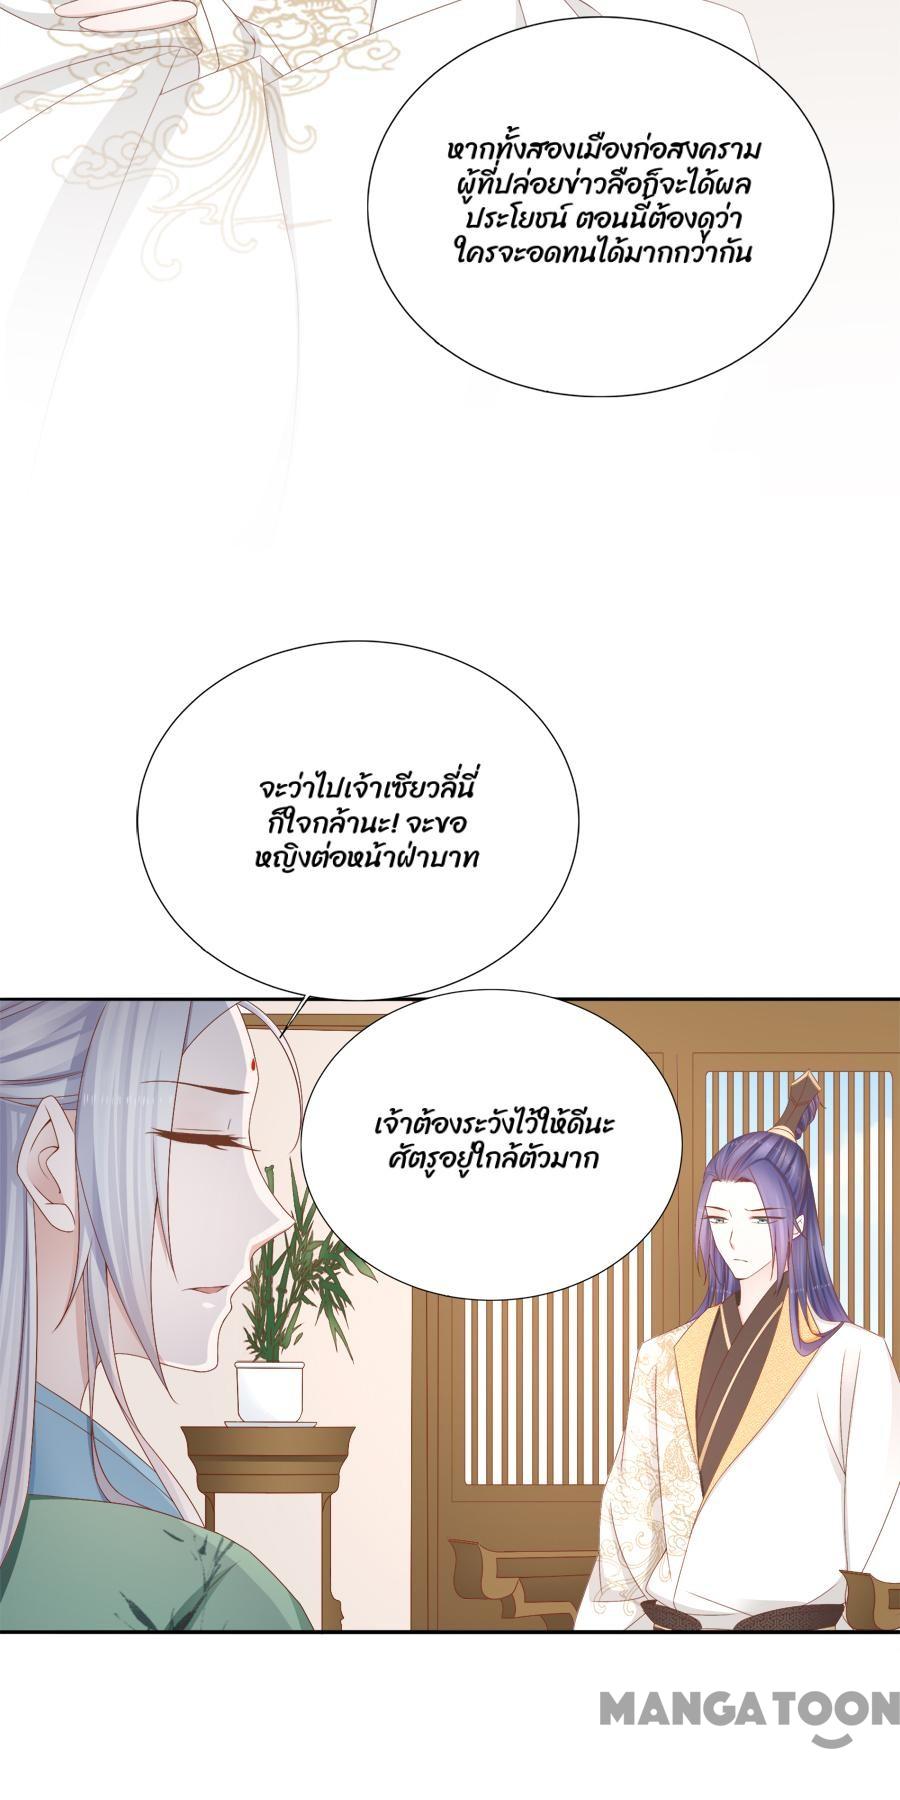 หากทั้งสองเมืองก่อสงคราม
ผู้ที่ปล่อยข่าวลือก็จะได้ผล
ประโยชน์ ตอนนี้ต้องดูว่า
ใครจะอดทนได้มากกว่ากัน
จะว่าไปเจ้าเซียวลี่นี่
ก็ใจกล้านะ! จะขอ
หญิงต่อหน้าฝ่าบาท
เจ้าต้องระวังไว้ให้ดีนะ
ศัตรูอยู่ใกล้ตัวมาก
MANGATOON